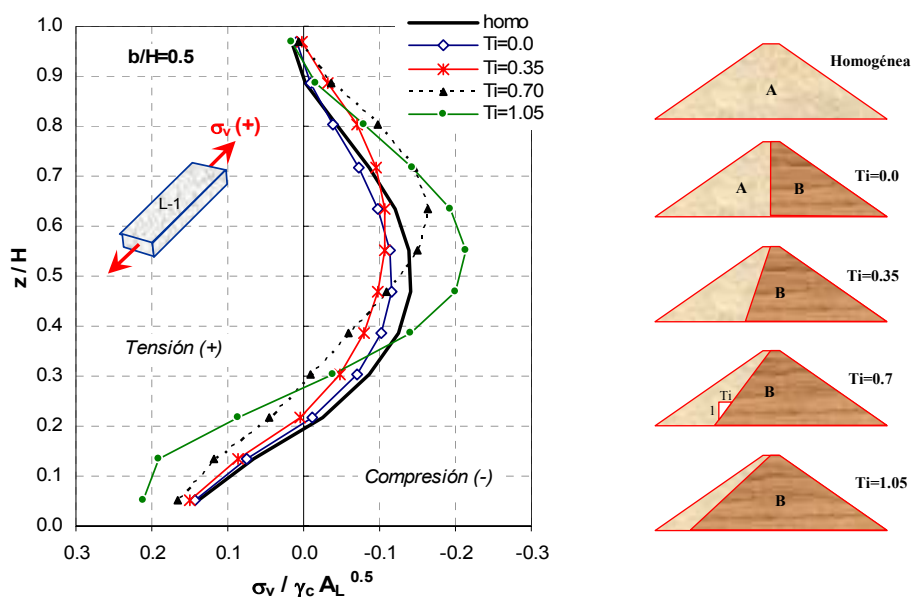 homo
Ti=0.0
Ti=0.35
Ti=0.70
Ti=1.05
b/H=0.5
σv (+)
L-1
Tensión (+)
Compresión (-)
1.0
0.9
0.8
0.7
0.6
0.5
0.4
0.3
0.2
0.1
0.0
z / H
0.3 0.2 0.1 0.0 -0.1 -0.2 -0.3
σv / γc AL 0.5
Homogénea
A
Ti=0.0
A B
Ti=0.35
B
Ti=0.7
B
Ti
1
Ti=1.05
B